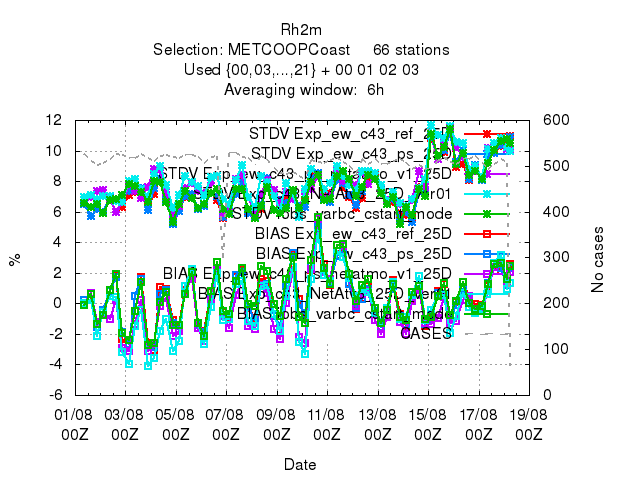 Rh2m
Selection: METCOOPCoast 66 stations
Used {00,03,...,21} + 00 01 02 03
Averaging window: 6h
STDV Exp_ew_c43_ref_25D
STDV Exp_ew_c43_ps_25D
STDV Exp_ew_c43_ps_netatmo_v1_25D
BIAS Exp_ew_c43_ref_25D
BIAS Exp_ew_c43_ps_25D
BIAS Exp_ew_c43_ps_netatmo_v1_25D
CASES
12
10
8
6
4
2
0
-2
-4
-6
%
600
500
400
300
200
100
0
No cases
01/08 03/08 05/08 07/08 09/08 11/08 13/08 15/08 17/08 19/08
00Z 00Z 00Z 00Z 00Z 00Z 00Z 00Z 00Z 00Z
Date